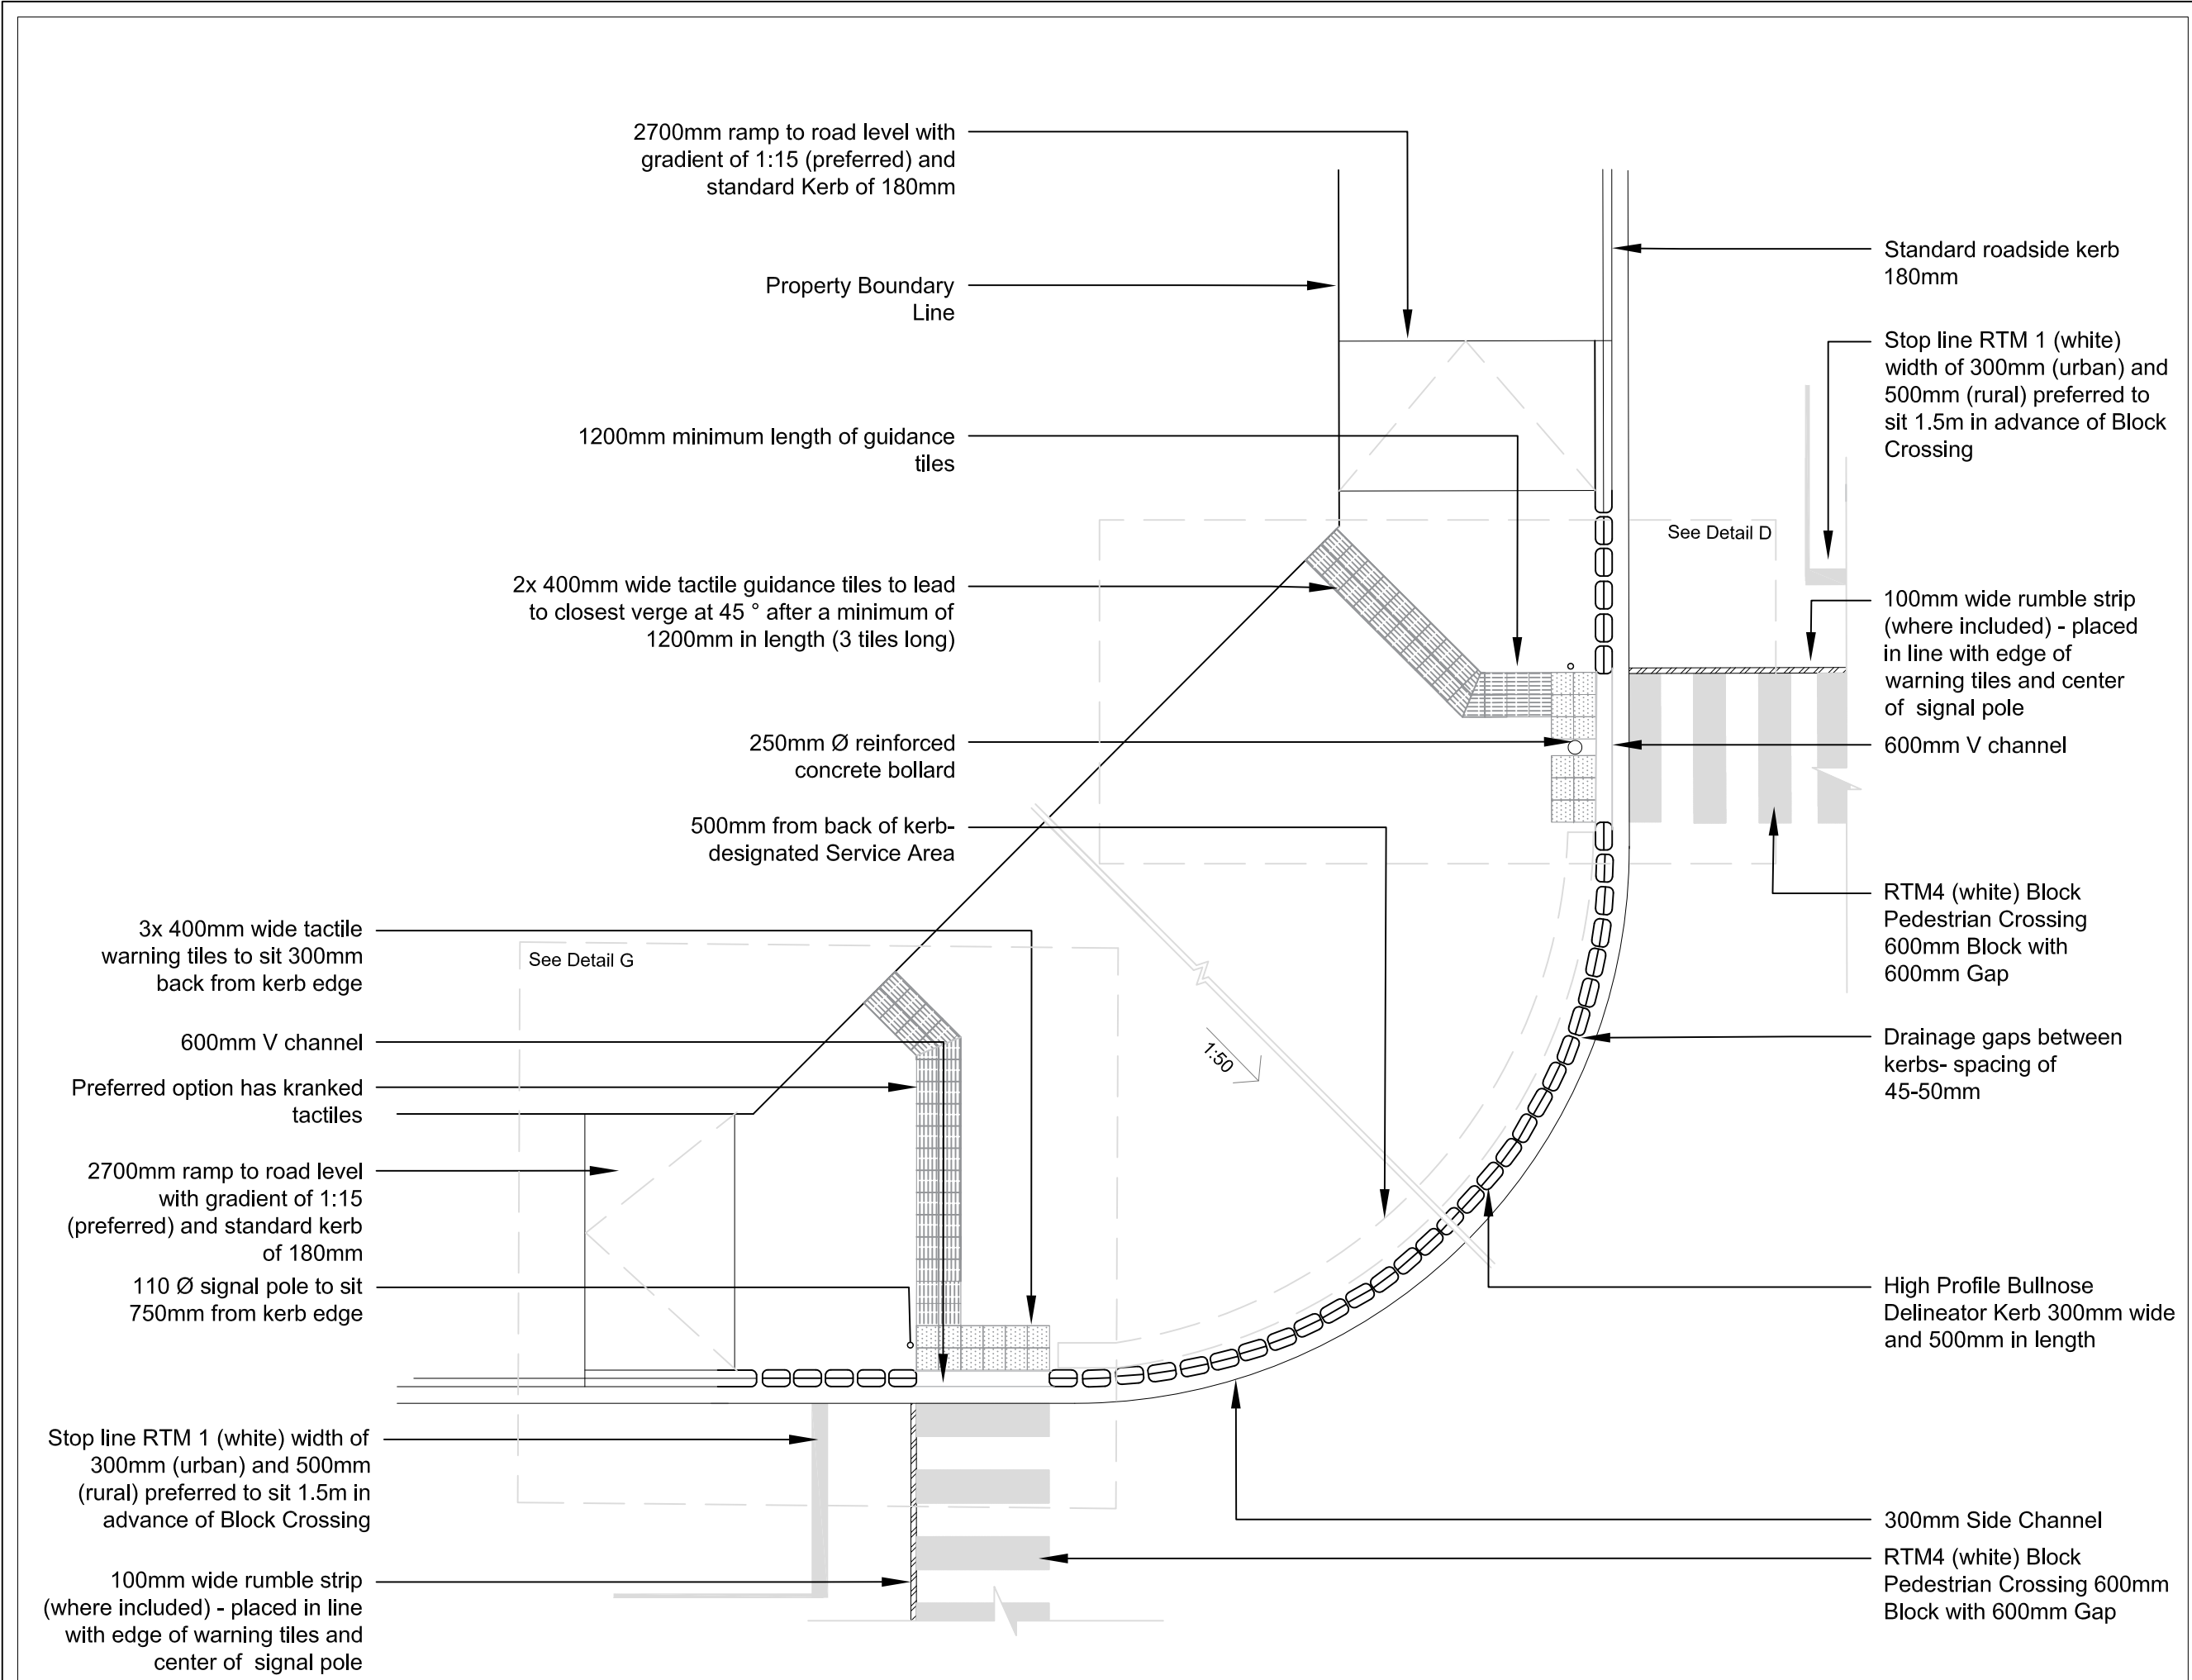 2700mm ramp to road level with
gradient of 1:15 (preferred) and
standard Kerb of 180mm
Property Boundary
Line
1200mm minimum length of guidance
tiles
2x 400mm wide tactile guidance tiles to lead
to closest verge at 45 ° after a minimum of
1200mm in length (3 tiles long)
250mm Ø reinforced
concrete bollard
500mm from back of kerb-
designated Service Area
3x 400mm wide tactile
warning tiles to sit 300mm
back from kerb edge
600mm V channel
Preferred option has kranked
tactiles
2700mm ramp to road level
with gradient of 1:15
(preferred) and standard kerb
of 180mm
110 Ø signal pole to sit
750mm from kerb edge
Stop line RTM 1 (white) width of
300mm (urban) and 500mm
(rural) preferred to sit 1.5m in
advance of Block Crossing
100mm wide rumble strip
(where included) - placed in line
with edge of warning tiles and
center of signal pole
See Detail D
See Detail G
1:50
Standard roadside kerb
180mm
Stop line RTM 1 (white)
width of 300mm (urban) and
500mm (rural) preferred to
sit 1.5m in advance of Block
Crossing
100mm wide rumble strip
(where included) - placed
in line with edge of
warning tiles and center
of signal pole
600mm V channel
RTM4 (white) Block
Pedestrian Crossing
600mm Block with
600mm Gap
Drainage gaps between
kerbs- spacing of
45-50mm
High Profile Bullnose
Delineator Kerb 300mm wide
and 500mm in length
300mm Side Channel
RTM4 (white) Block
Pedestrian Crossing 600mm
Block with 600mm Gap